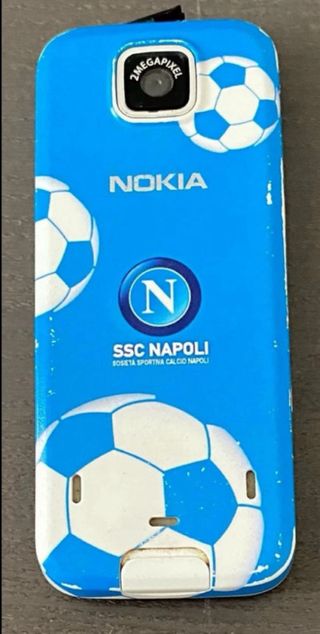 2MEGAPIXEL
NOKIA
N
SSC NAPOLI
SOCIETÀ SPORTIVA CALCIO NAPOLI